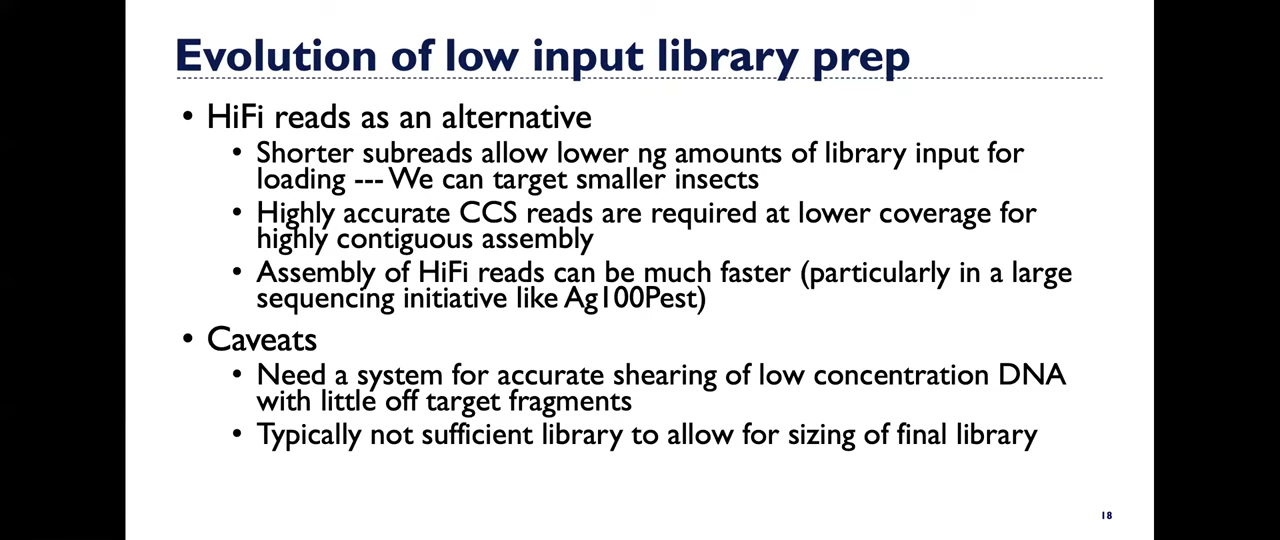 Evolution of low input library prep
• HiFi reads as an alternative
• Shorter subreads allow lower ng amounts of library input for
loading --- We can target smaller insects
• Highly accurate CCS reads are required at lower coverage for
highly contiguous assembly
• Assembly of HiFi reads can be much faster (particularly in a large
sequencing initiative like Ag100Pest)
• Caveats
• Need a system for accurate shearing of low concentration DNA
with little off target fragments
• Typically not sufficient library to allow for sizing of final library
18